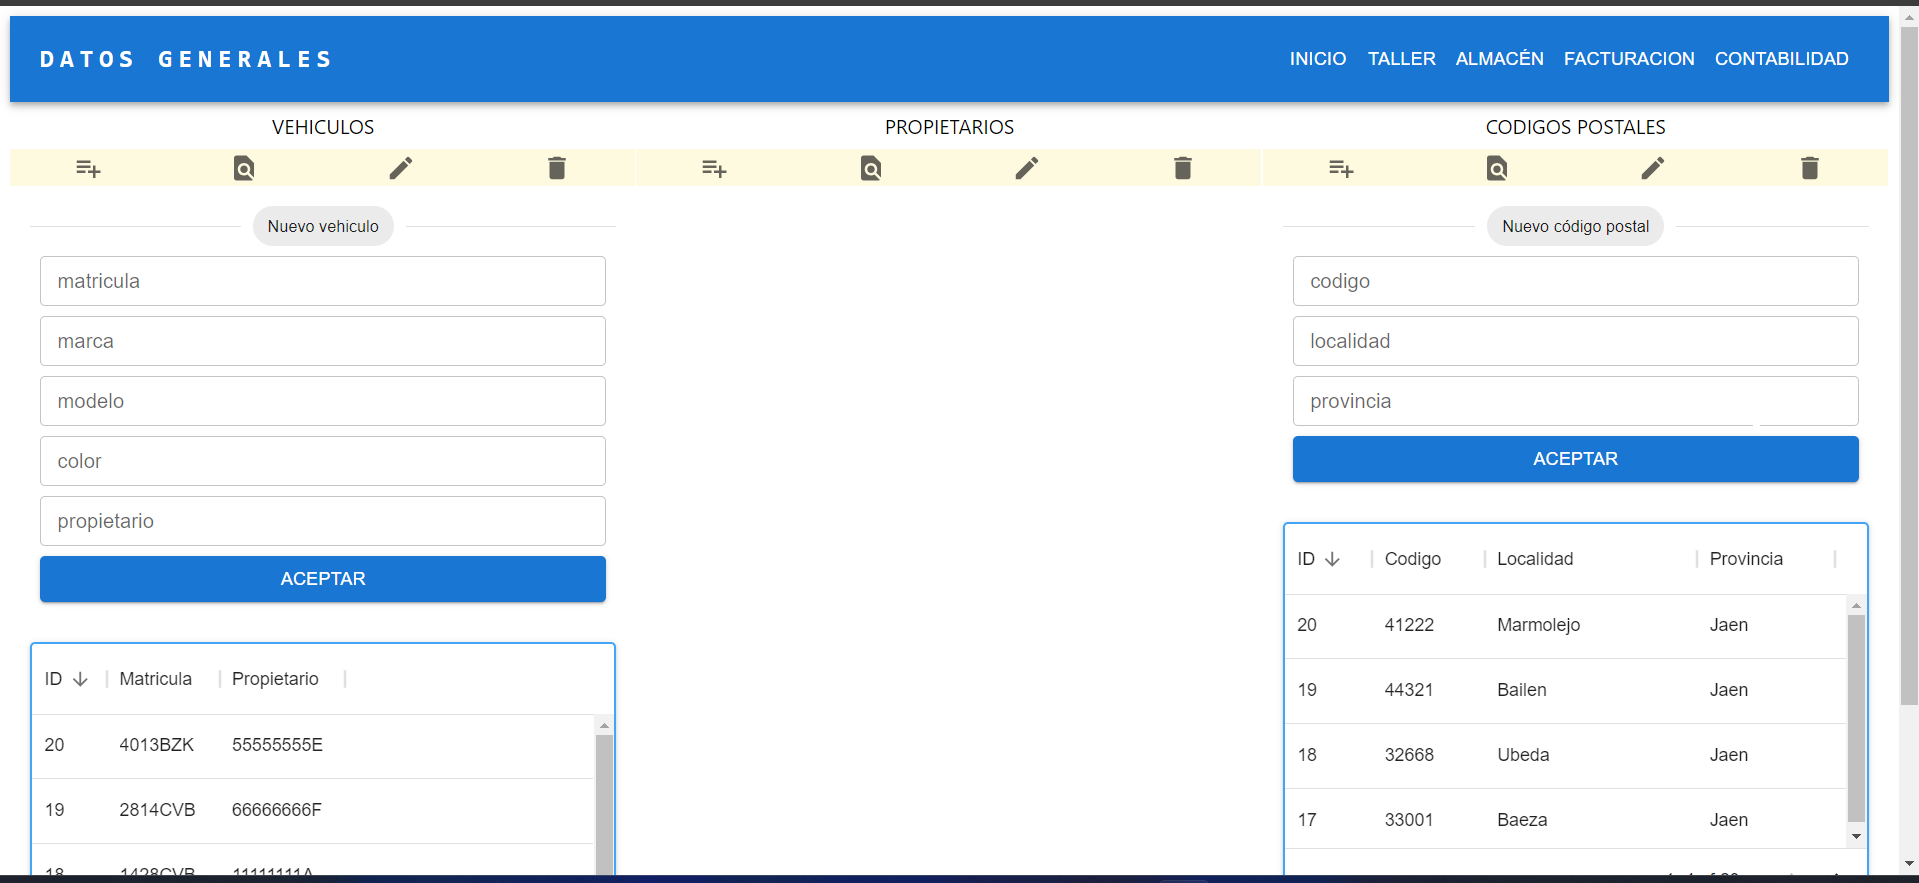 DATOS GENERALES
INICIO TALLER ALMACÉN FACTURACION CONTABILIDAD
VEHICULOS
Nuevo vehiculo
matricula
marca
modelo
color
propietario
ACEPTAR
ID Matricula Propietario
20 4013BZK 55555555E
19 2814CVB 66666666F
18 1428CVB 11111111A
PROPIETARIOS
CODIGOS POSTALES
Nuevo código postal
codigo
localidad
provincia
ACEPTAR
ID Codigo Localidad Provincia
20 41222 Marmolejo Jaen
19 44321 Bailen Jaen
18 32668 Ubeda Jaen
17 33001 Baeza Jaen